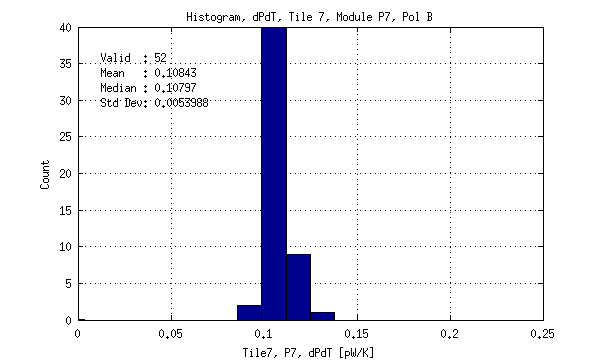 Histogram, dPdT, Tile 7, Module P7, Pol B
40
35
30
25
20
15
10
5
0
Count
Valid : 52
Mean : 0.10843
Median : 0.10797
Std Dev: 0.0053988
0 0.05 0.1 0.15 0.2 0.25
Tile7, P7, dPdT [pW/K]